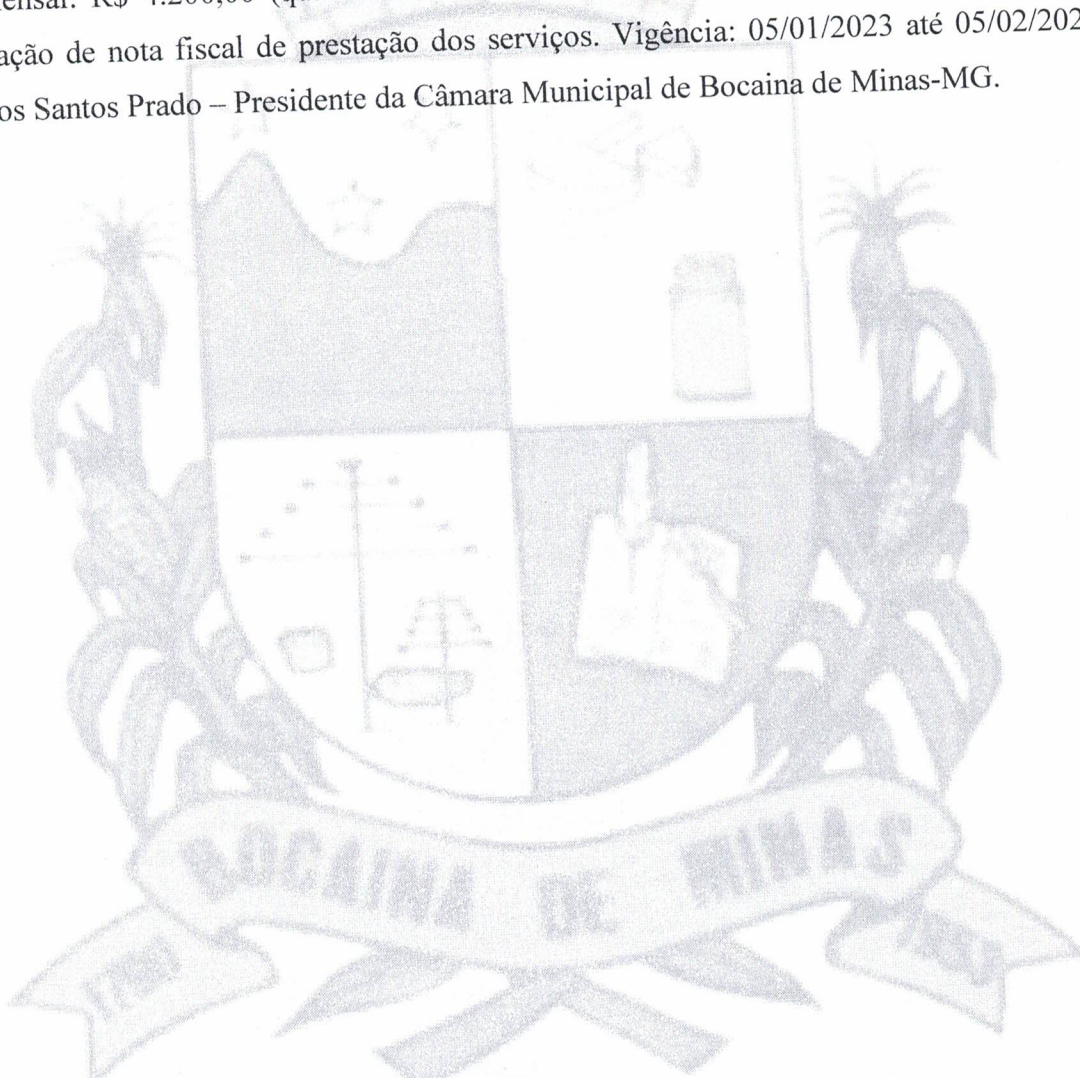 ação de nota fiscal de prestação dos serviços. Vigência: 05/01/2023 até 05/02/202
os Santos Prado – Presidente da Câmara Municipal de Bocaina de Minas-MG.
BOCAINA DE MINAS